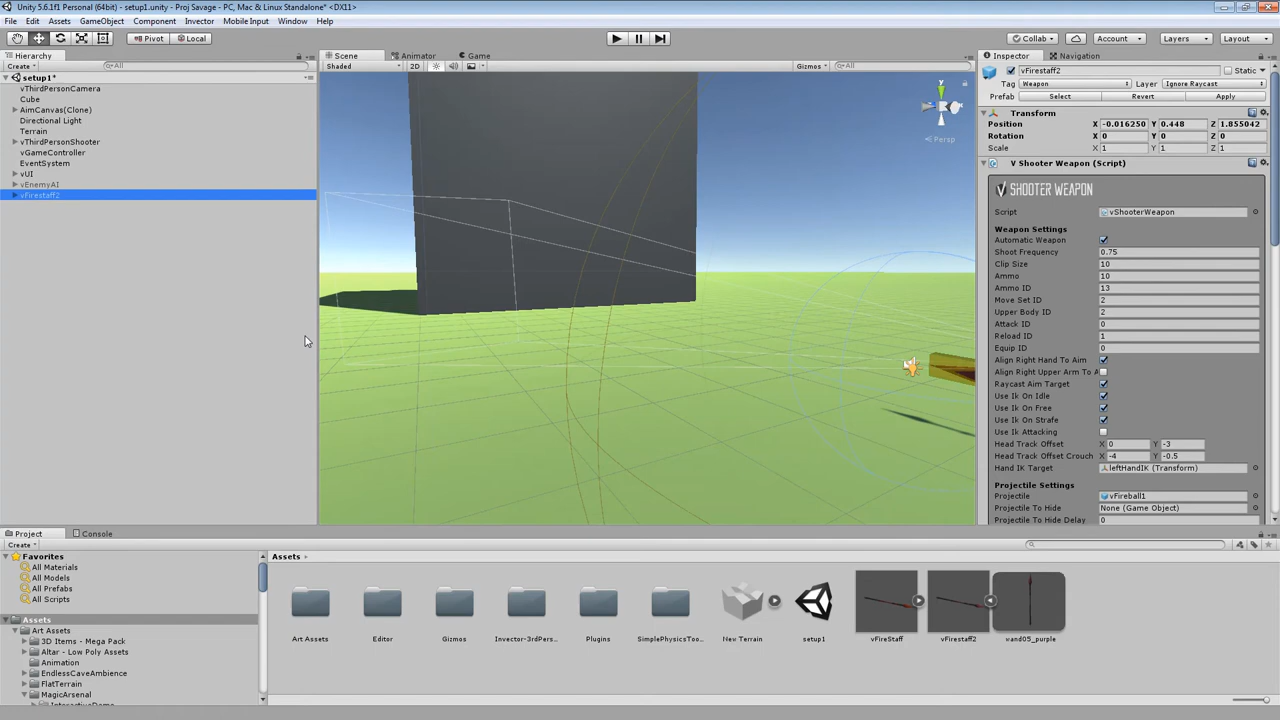 Unity 5.6.1f1 Personal (64bit) - setup1.unity - Proj Savage - PC, Mac & Linux Standalone* <DX11>
File Edit Assets GameObject Component Invector Mobile Input Window Help
Pivot Local Collab Account Layers Layout
Hierarchy Scene Animator Game Inspector Navigation
Create All
Shaded 2D Gizmos All
setup1*
vThirdPersonCamera
Cube
AimCanvas(Clone)
Directional Light
Terrain
vThirdPersonShooter
vGameController
EventSystem
vUI
vEnemyAI
vFirestaff2
y
Persp
vFirestaff2 Static
Tag Weapon Layer Ignore Raycast
Prefab Select Revert Apply
Transform
Position X -0.016250 Y 0.448 Z 1.855042
Rotation X 0 Y 0 Z 0
Scale X 1 Y 1 Z 1
V Shooter Weapon (Script)
SHOOTER WEAPON
Script vShooterWeapon
Weapon Settings
Automatic Weapon
Shoot Frequency 0.75
Clip Size 10
Ammo 10
Ammo ID 13
Move Set ID 2
Upper Body ID 2
Attack ID 0
Reload ID 1
Equip ID 0
Align Right Hand To Aim
Align Right Upper Arm To A
Raycast Aim Target
Use Ik On Idle
Use Ik On Free
Use Ik On Strafe
Use Ik Attacking
Head Track Offset X 0 Y -3
Head Track Offset Crouch X -4 Y -0.5
Hand IK Target leftHandIK (Transform)
Projectile Settings
Projectile vFireball1
Projectile To Hide None (Game Object)
Projectile To Hide Delay 0
Project Console
Create
Favorites
All Materials
All Models
All Prefabs
All Scripts
Assets
Art Assets
3D Items - Mega Pack
Altar - Low Poly Assets
Animation
EndlessCaveAmbience
FlatTerrain
MagicArsenal
Assets
Art Assets Editor Gizmos Invector-3rdPers... Plugins SimplePhysicsToo... New Terrain setup1 vFireStaff vFirestaff2 wand05_purple